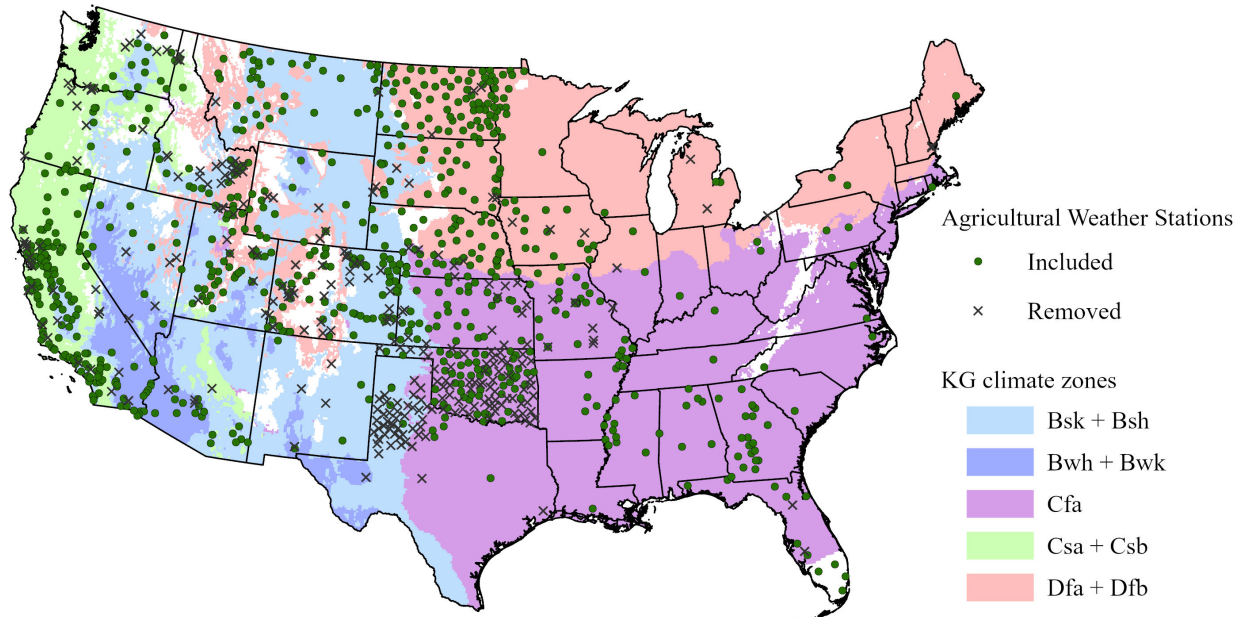 Agricultural Weather Stations
Included
Removed
KG climate zones
Bsk + Bsh
Bwh + Bwk
Cfa
Csa + Csb
Dfa + Dfb